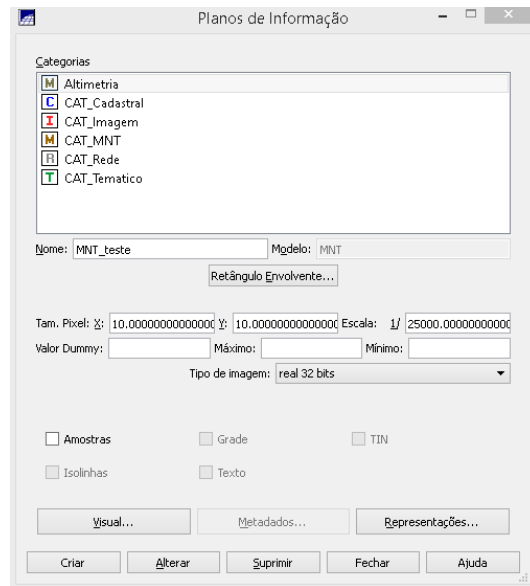 Planos de Informação
Categorias
M Altimetria
C CAT_Cadastral
I CAT_Imagem
M CAT_MNT
R CAT_Rede
T CAT_Tematico
Nome: MNT_teste Modelo: MNT
Retângulo Envolvente...
Tam. Pixel: X: 10.0000000000000 Y: 10.0000000000000 Escala: 1/ 25000.0000000000
Valor Dummy: Máximo: Mínimo:
Tipo de imagem: real 32 bits
Amostras Grade TIN
Isolinhas Texto
Visual... Metadados... Representações...
Criar Alterar Suprimir Fechar Ajuda